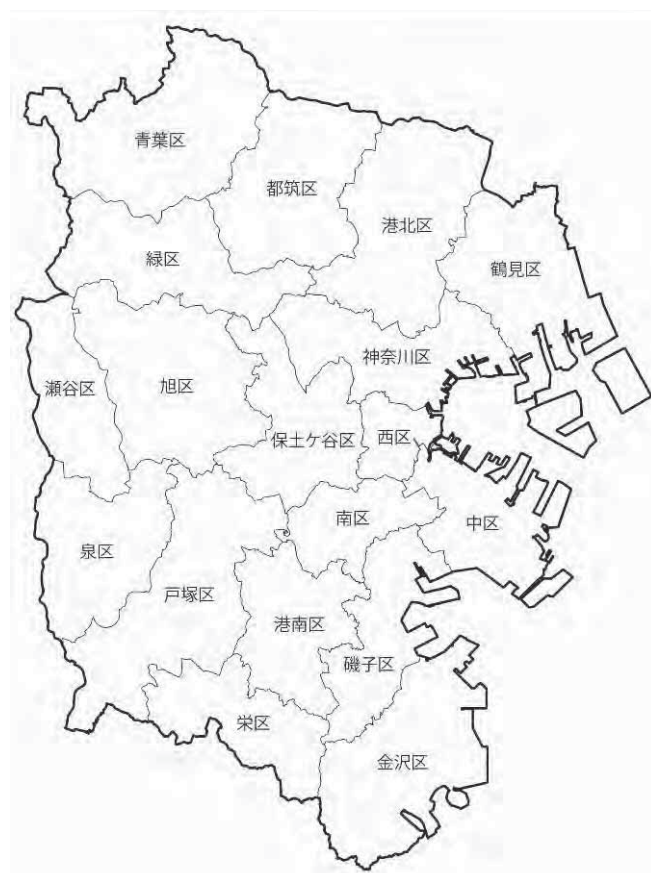 青葉区
都筑区
港北区
緑区
鶴見区
神奈川区
瀬谷区
旭区
保土ケ谷区
西区
南区
中区
泉区
戸塚区
港南区
磯子区
栄区
金沢区